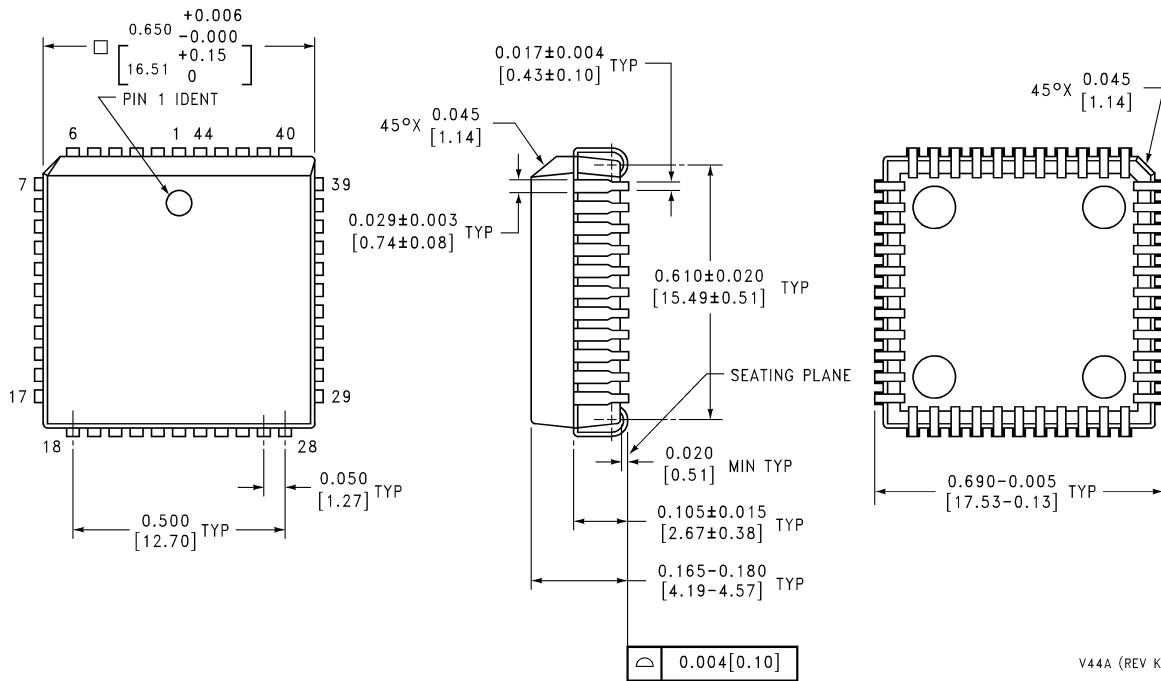 0.650 +0.006 -0.000
[16.51 +0.15 0]
PIN 1 IDENT
6
1 44
40
7
39
17
29
18
28
0.050 TYP
[1.27]
0.500 TYP
[12.70]
0.017±0.004 TYP
[0.43±0.10]
45°X 0.045
[1.14]
0.029±0.003 TYP
[0.74±0.08]
0.610±0.020 TYP
[15.49±0.51]
SEATING PLANE
0.020 MIN TYP
[0.51]
0.105±0.015 TYP
[2.67±0.38]
0.165-0.180 TYP
[4.19-4.57]
0.004[0.10]
45°X 0.045
[1.14]
0.690-0.005 TYP
[17.53-0.13]
V44A (REV K